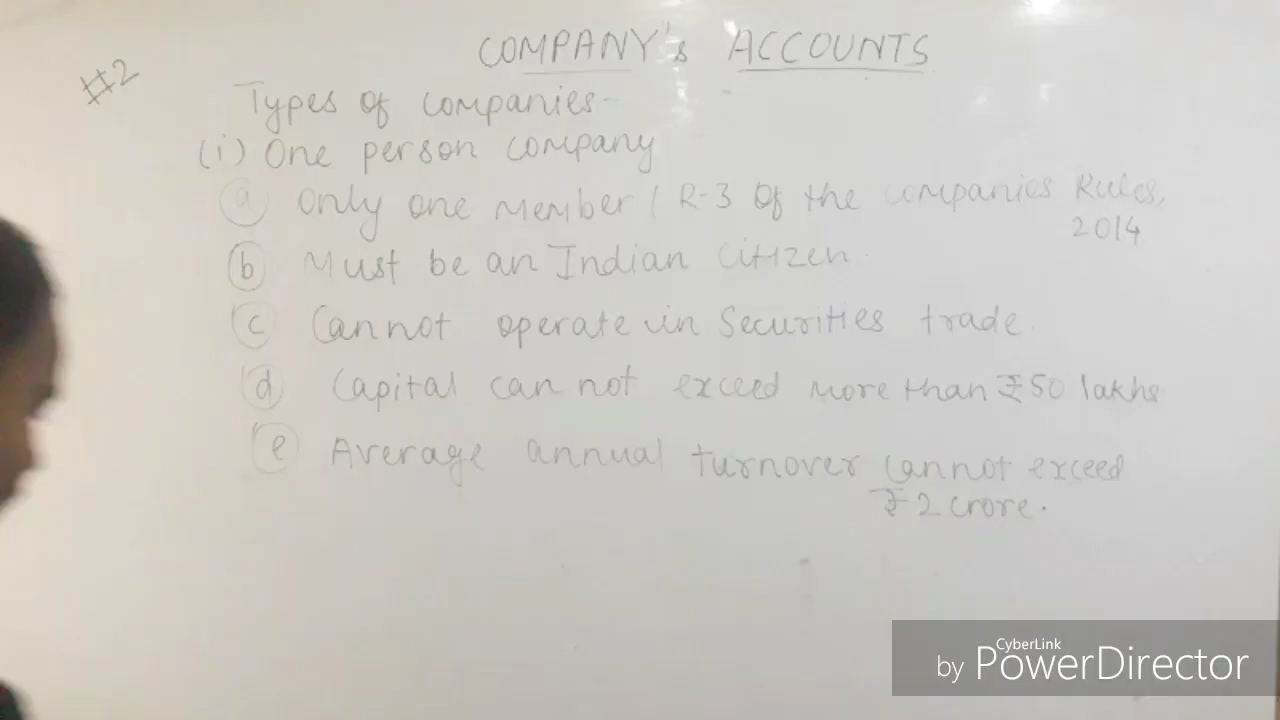 COMPANY's ACCOUNTS
#2
Types of companies-
(i) One person company
(a) Only one member / R-3 of the companies Rules,
2014
(b) Must be an Indian citizen.
(c) Cannot operate in securities trade.
(d) Capital can not exceed more than ₹50 lakhs
(e) Average annual turnover cannot exceed
₹2 crore.
CyberLink
by PowerDirector